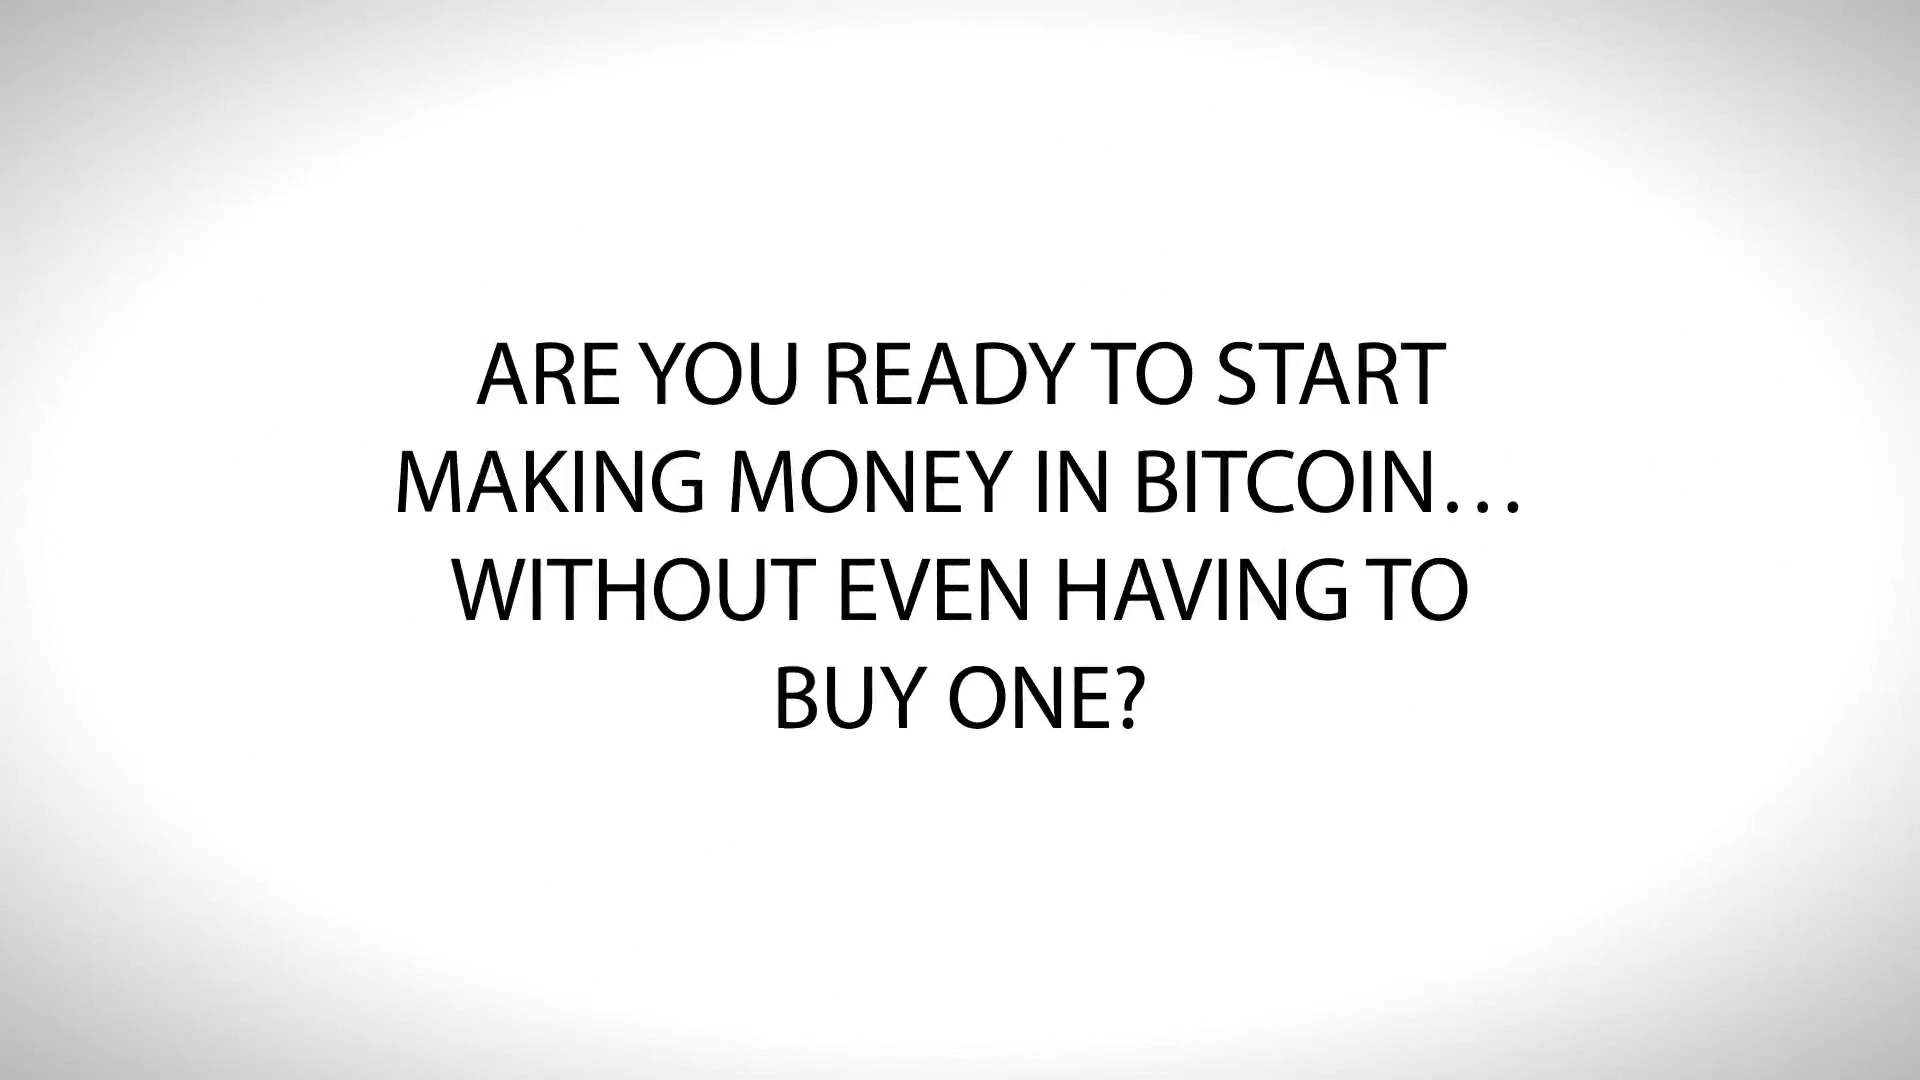 ARE YOU READY TO START
MAKING MONEY IN BITCOIN…
WITHOUT EVEN HAVING TO
BUY ONE?